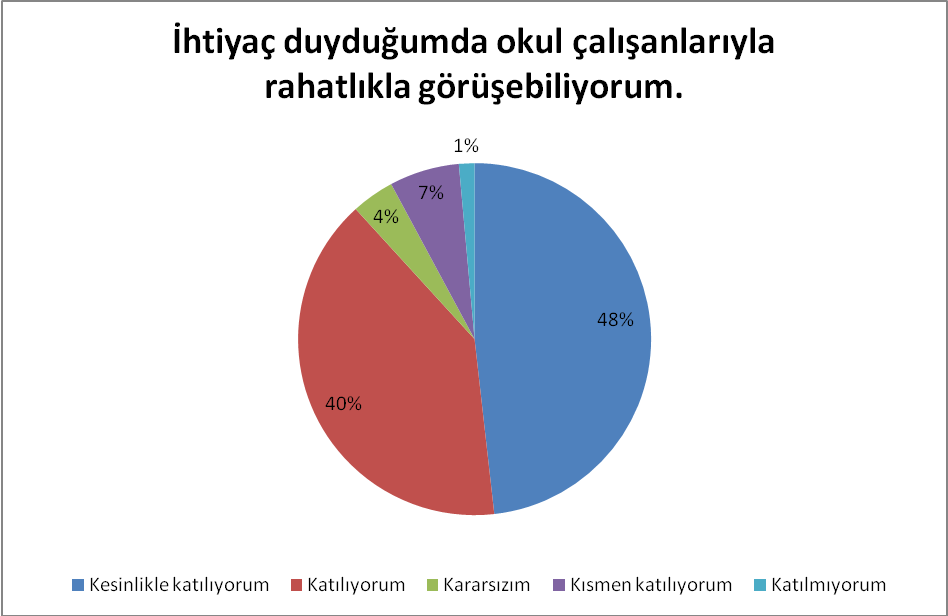 İhtiyaç duyduğumda okul çalışanlarıyla
rahatlıkla görüşebiliyorum.
1%
7%
4%
48%
40%
Kesinlikle katılıyorum Katılıyorum Kararsızım Kısmen katılıyorum Katılmıyorum